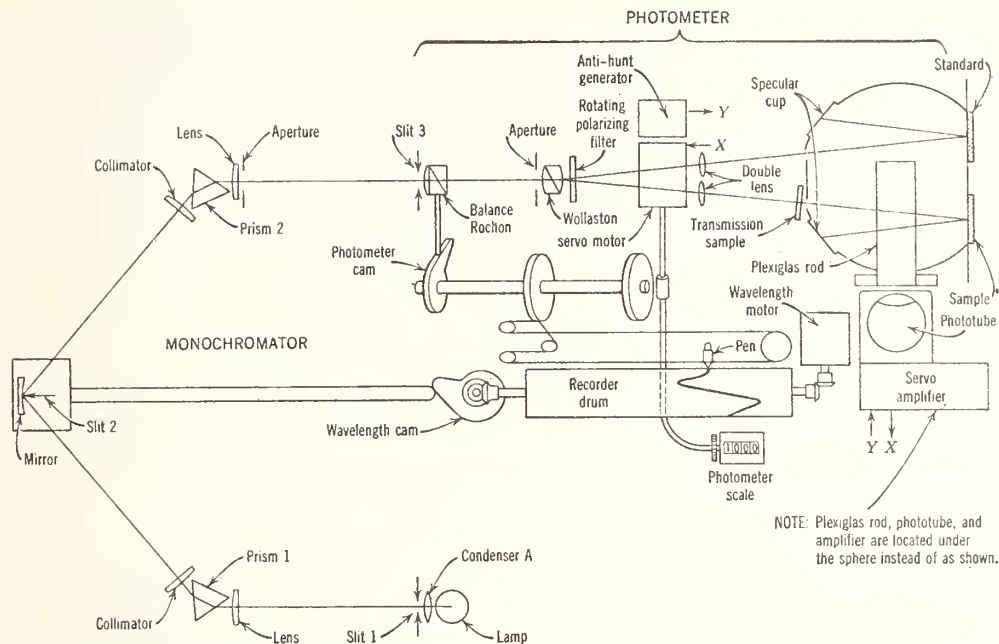 PHOTOMETER
Anti-hunt
generator
Y
X
Rotating
polarizing
filter
Specular
cup
Standard
Lens
Aperture
Collimator
Prism 2
Slit 3
Aperture
Balance
Rochon
Wollaston
servo motor
Double
lens
Transmission
sample
Plexiglas rod
Photometer
cam
Wavelength
motor
Sample
Phototube
MONOCHROMATOR
Pen
Recorder
drum
Servo
amplifier
Slit 2
Mirror
Wavelength cam
Y X
1000
Photometer
scale
NOTE: Plexiglas rod, phototube, and
amplifier are located under
the sphere instead of as shown.
Prism 1
Condenser A
Collimator
Lens
Slit 1
Lamp